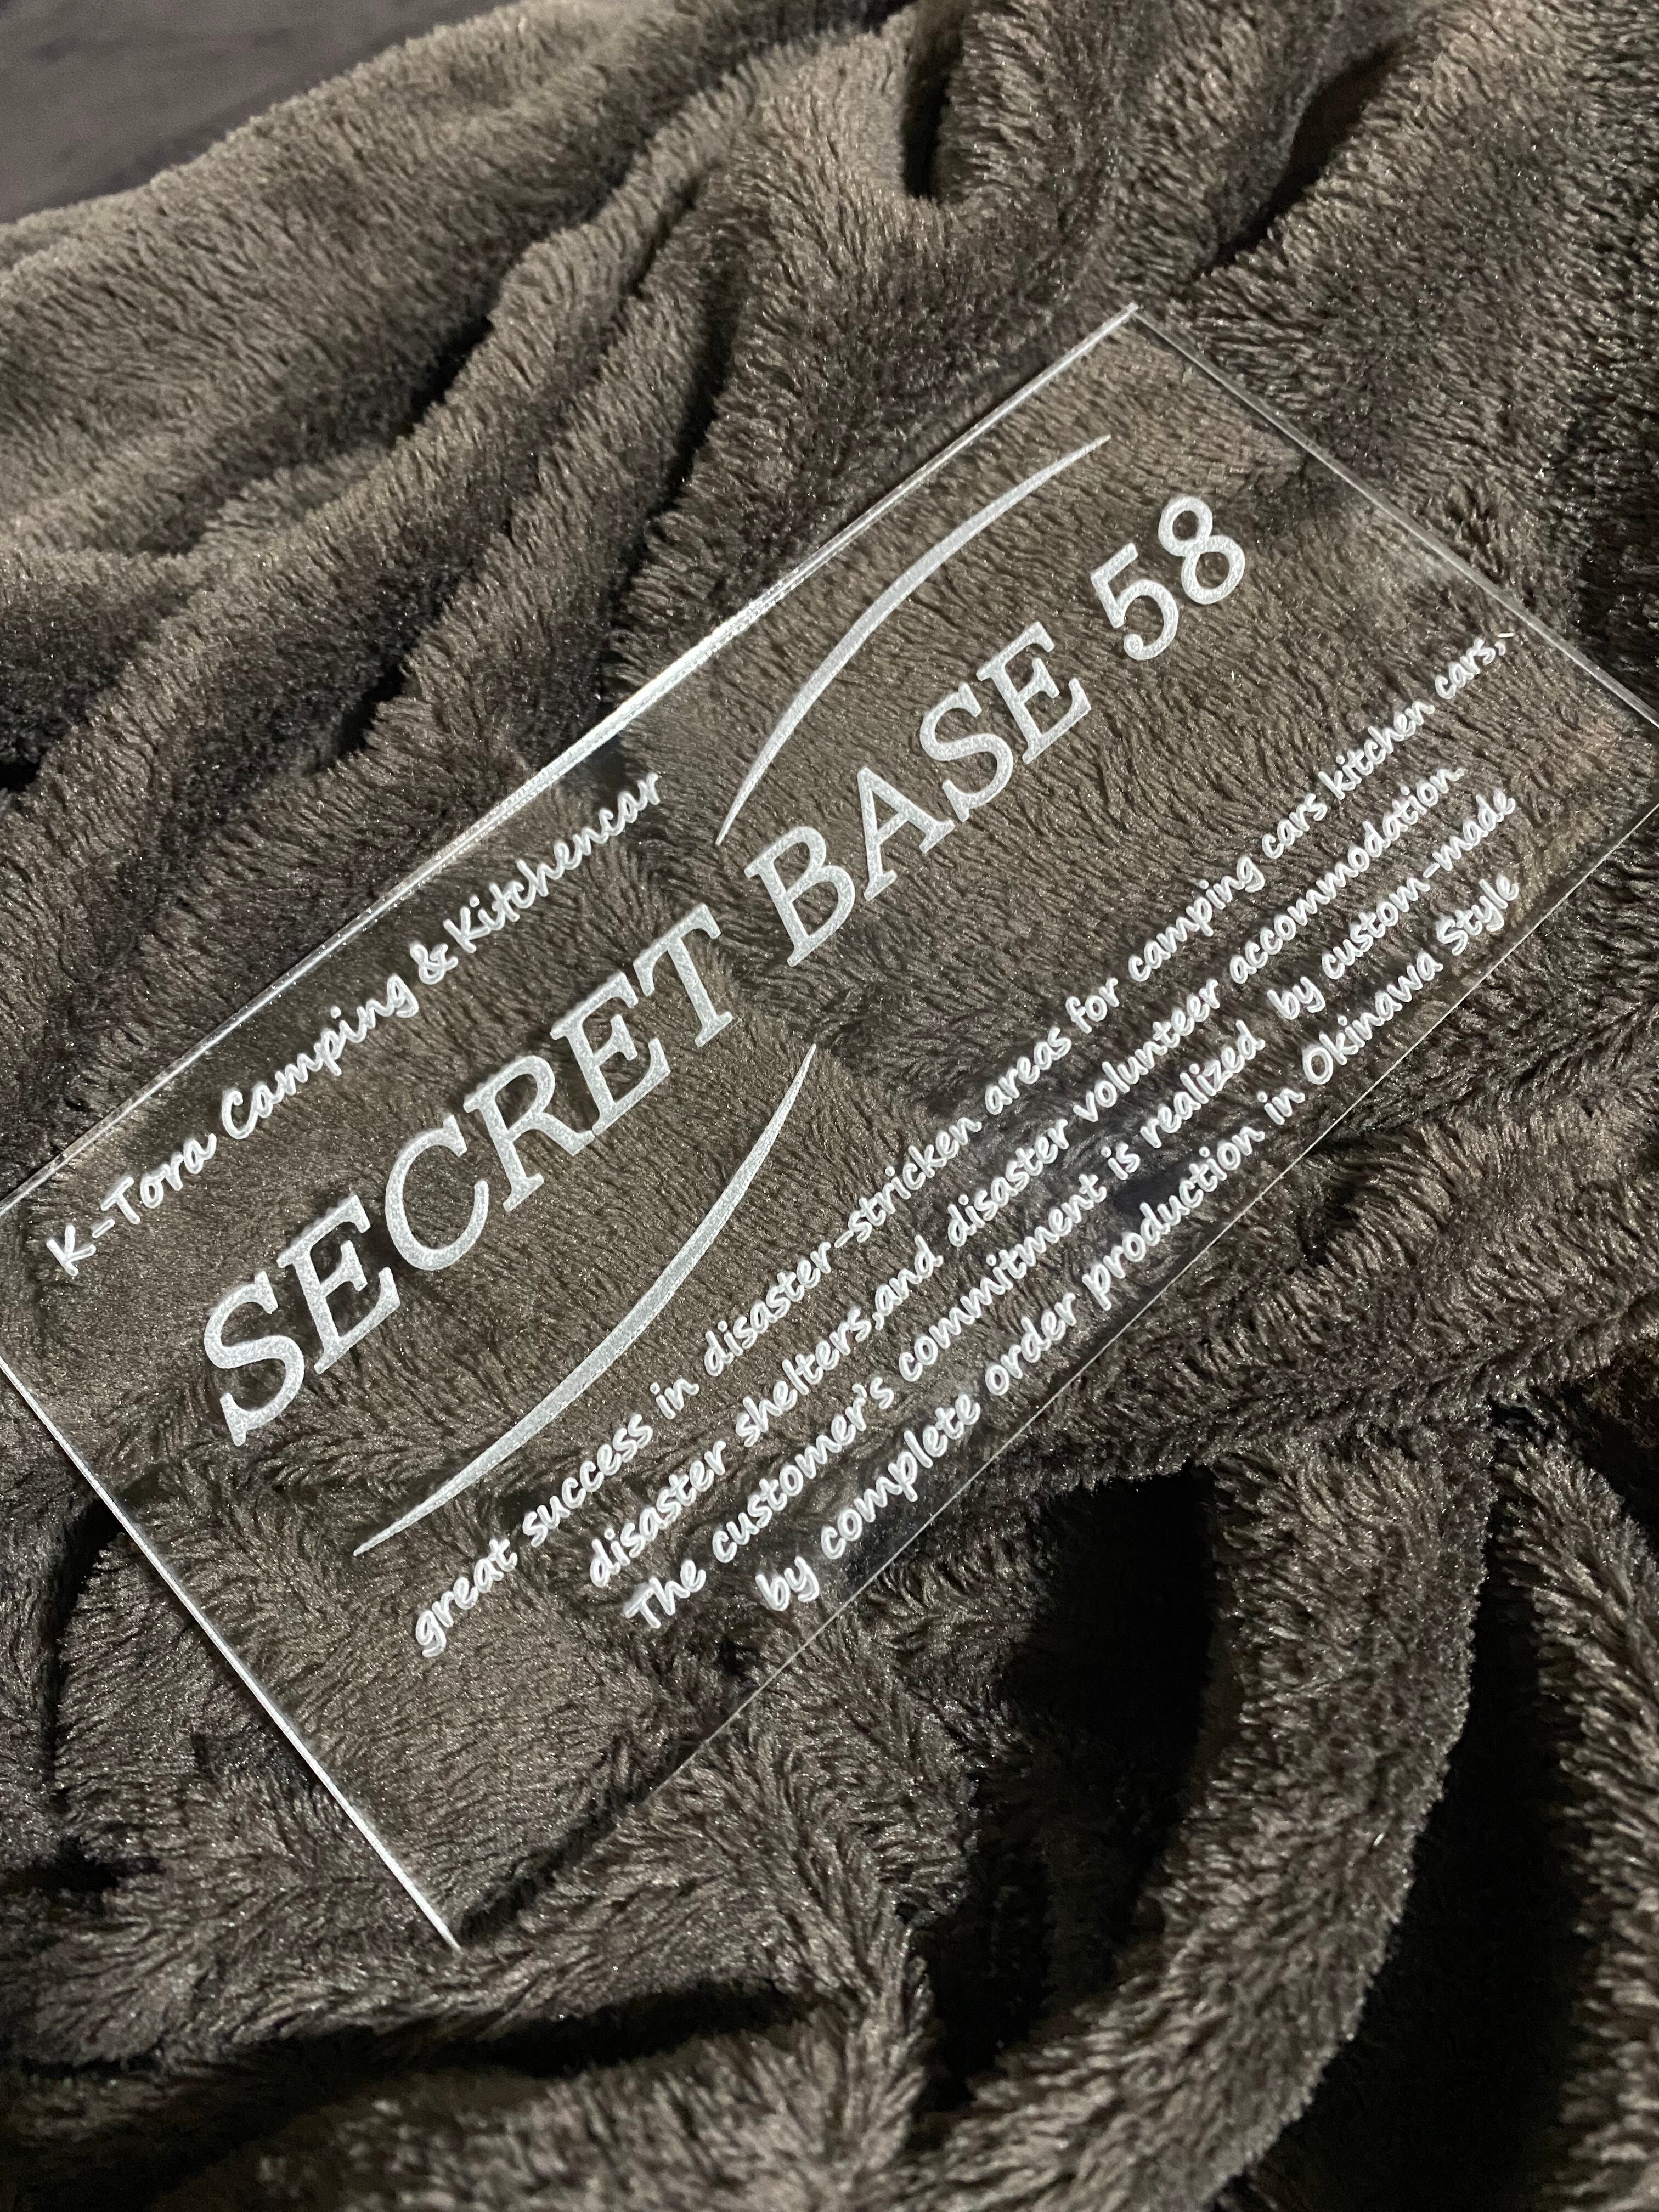 K-Tora Camping & Kitchencar
SECRET BASE 58
great success in disaster-stricken areas for camping cars kitchen cars,
disaster shelters,and disaster volunteer accommodation
The customer's commitment is realized by custom-made
by complete order production in Okinawa Style